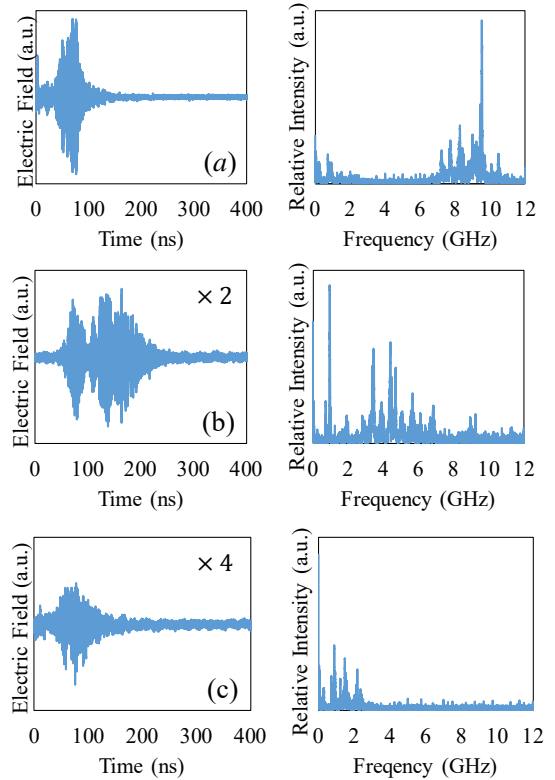 Electric Field (a.u.)
(a)
0 100 200 300 400
Time (ns)
Relative Intensity (a.u.)
0 2 4 6 8 10 12
Frequency (GHz)
Electric Field (a.u.)
× 2
(b)
0 100 200 300 400
Time (ns)
Relative Intensity (a.u.)
0 2 4 6 8 10 12
Frequency (GHz)
Electric Field (a.u.)
× 4
(c)
0 100 200 300 400
Time (ns)
Relative Intensity (a.u.)
0 2 4 6 8 10 12
Freqency (GHz)